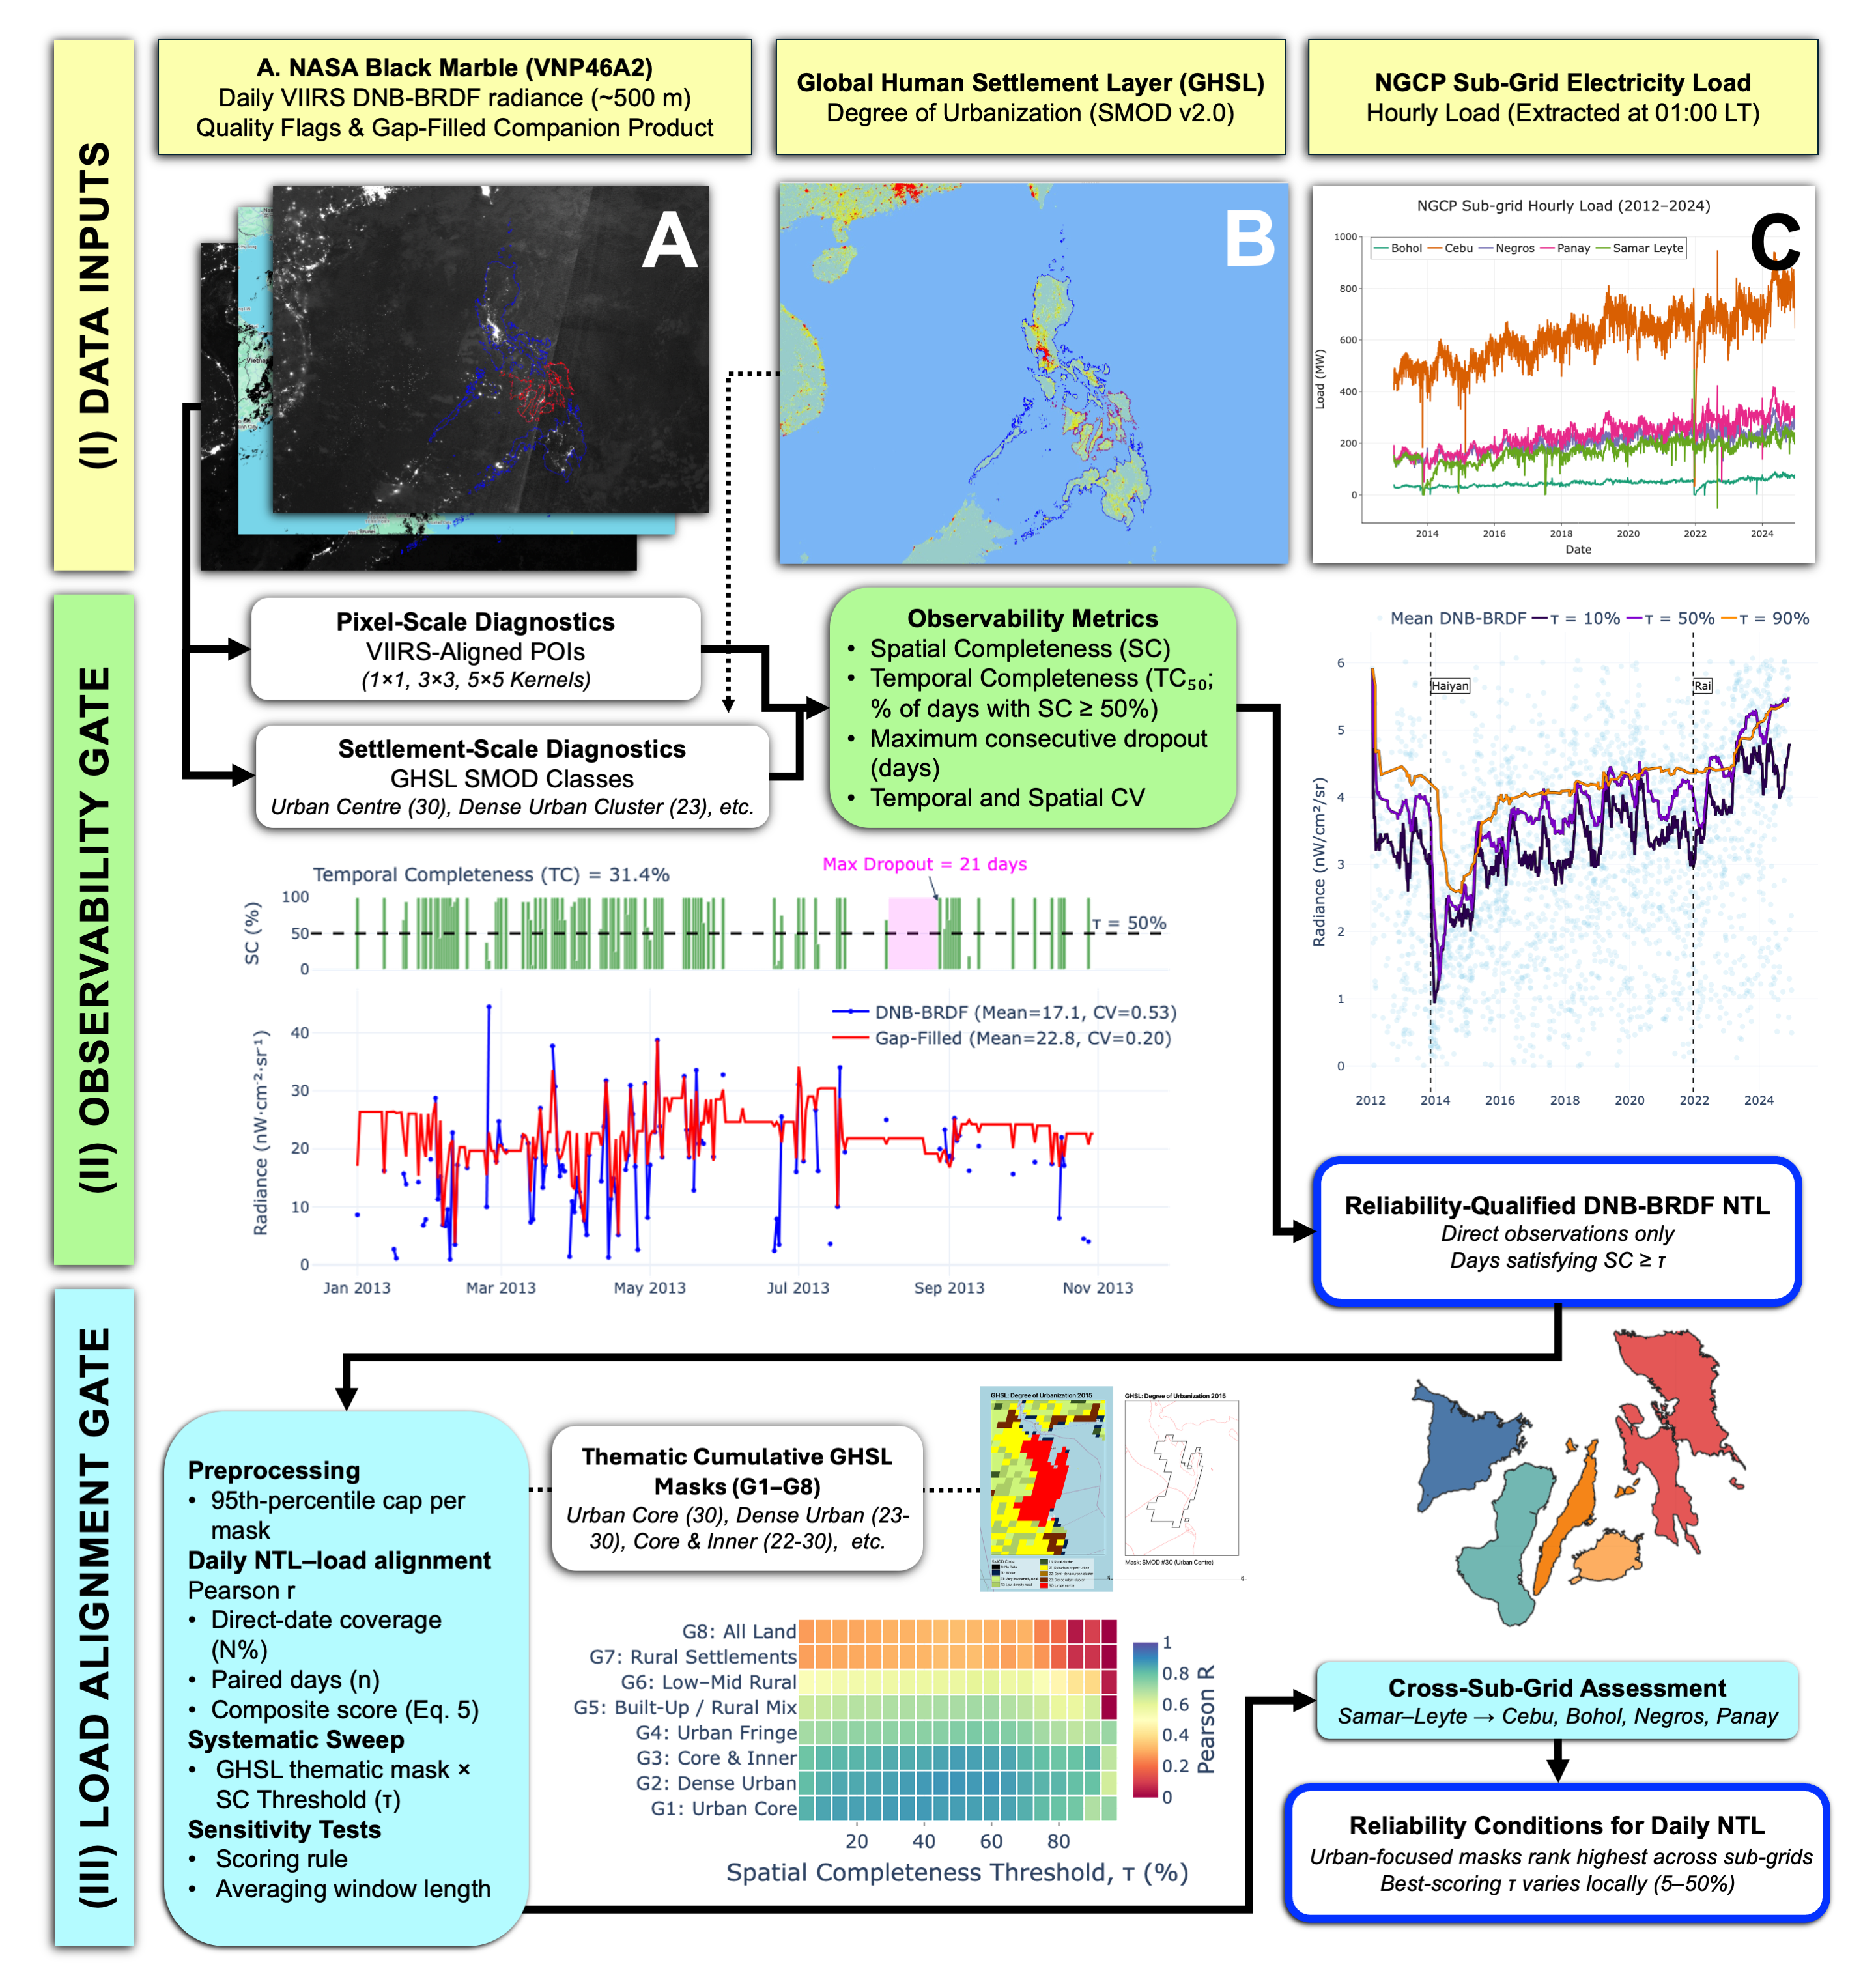 (I) DATA INPUTS
A. NASA Black Marble (VNP46A2)
Daily VIIRS DNB-BRDF radiance (~500 m)
Quality Flags & Gap-Filled Companion Product
Global Human Settlement Layer (GHSL)
Degree of Urbanization (SMOD v2.0)
NGCP Sub-Grid Electricity Load
Hourly Load (Extracted at 01:00 LT)
A
B
C
NGCP Sub-grid Hourly Load (2012–2024)
Bohol Cebu Negros Panay Samar Leyte
Load (MW)
1000
800
600
400
200
0
2014 2016 2018 2020 2022 2024
Date
(II) OBSERVABILITY GATE
Pixel-Scale Diagnostics
VIIRS-Aligned POIs
(1×1, 3×3, 5×5 Kernels)
Settlement-Scale Diagnostics
GHSL SMOD Classes
Urban Centre (30), Dense Urban Cluster (23), etc.
Observability Metrics
• Spatial Completeness (SC)
• Temporal Completeness (TC₅₀;
% of days with SC ≥ 50%)
• Maximum consecutive dropout
(days)
• Temporal and Spatial CV
Mean DNB-BRDF τ = 10% τ = 50% τ = 90%
Haiyan
Rai
Radiance (nW/cm²/sr)
6
5
4
3
2
1
0
2012 2014 2016 2018 2020 2022 2024
Temporal Completeness (TC) = 31.4%
Max Dropout = 21 days
SC (%)
100
50
0
τ = 50%
DNB-BRDF (Mean=17.1, CV=0.53)
Gap-Filled (Mean=22.8, CV=0.20)
Radiance (nW·cm⁻²·sr¹)
40
30
20
10
0
Jan 2013 Mar 2013 May 2013 Jul 2013 Sep 2013 Nov 2013
Reliability-Qualified DNB-BRDF NTL
Direct observations only
Days satisfying SC ≥ τ
(III) LOAD ALIGNMENT GATE
Preprocessing
• 95th-percentile cap per
mask
Daily NTL–load alignment
Pearson r
• Direct-date coverage
(N%)
• Paired days (n)
• Composite score (Eq. 5)
Systematic Sweep
• GHSL thematic mask ×
SC Threshold (τ)
Sensitivity Tests
• Scoring rule
• Averaging window length
Thematic Cumulative GHSL
Masks (G1–G8)
Urban Core (30), Dense Urban (23-
30), Core & Inner (22-30), etc.
GHSL: Degree of Urbanization 2015
GHSL: Degree of Urbanization 2015
SMOD Code
Mask: SMOD #30 (Urban Centre)
G8: All Land
G7: Rural Settlements
G6: Low–Mid Rural
G5: Built-Up / Rural Mix
G4: Urban Fringe
G3: Core & Inner
G2: Dense Urban
G1: Urban Core
20 40 60 80
Spatial Completeness Threshold, τ (%)
1
0.8
0.6
0.4
0.2
0
Pearson R
Cross-Sub-Grid Assessment
Samar–Leyte → Cebu, Bohol, Negros, Panay
Reliability Conditions for Daily NTL
Urban-focused masks rank highest across sub-grids
Best-scoring τ varies locally (5–50%)